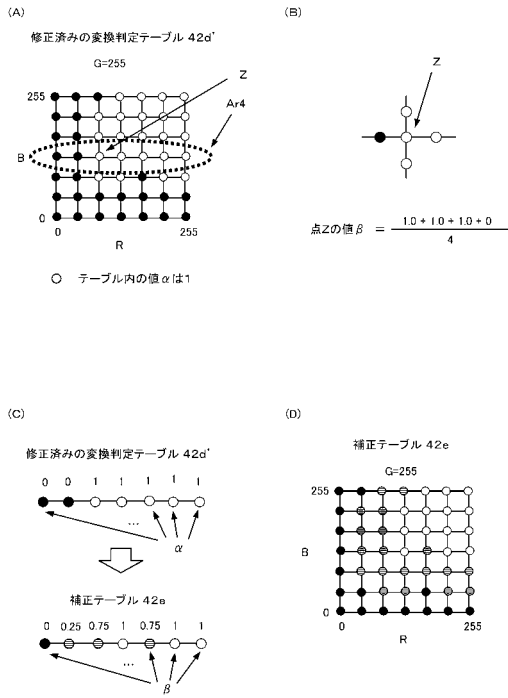 (A)
修正済みの変換判定テーブル 42d'
G=255
Z
Ar4
255
B
0
0
255
R
○ テーブル内の値αは1
(B)
Z
点Zの値β = 1.0 + 1.0 + 1.0 + 0
4
(C)
修正済みの変換判定テーブル 42d'
0 0 1 1 1 1 1
...
α
補正テーブル 42e
0 0.25 0.75 1 0.75 1 1
...
β
(D)
補正テーブル 42e
G=255
255
B
0
0
255
R